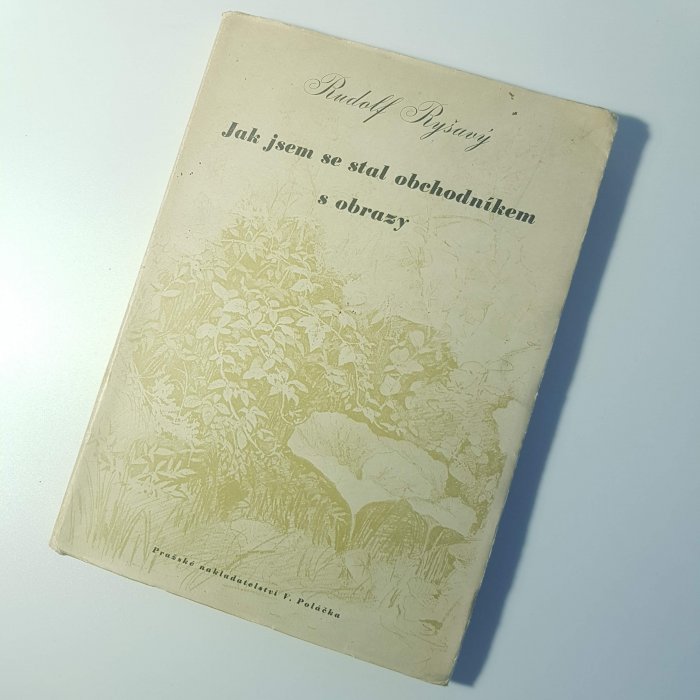 Rudolf Ryšavý
Jak jsem se stal obchodníkem
s obrazy
Pražské nakladatelství V. Poláčka